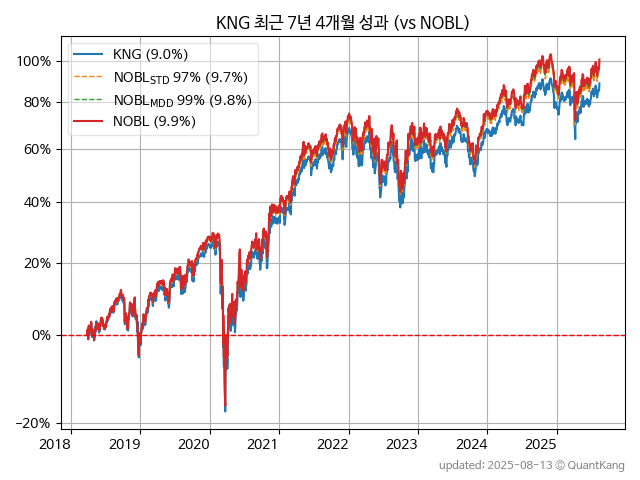 KNG 최근 7년 4개월 성과 (vs NOBL)
KNG (9.0%)
NOBL_STD 97% (9.7%)
NOBL_MDD 99% (9.8%)
NOBL (9.9%)
100%
80%
60%
40%
20%
0%
−20%
2018 2019 2020 2021 2022 2023 2024 2025
updated: 2025-08-13 © QuantKang